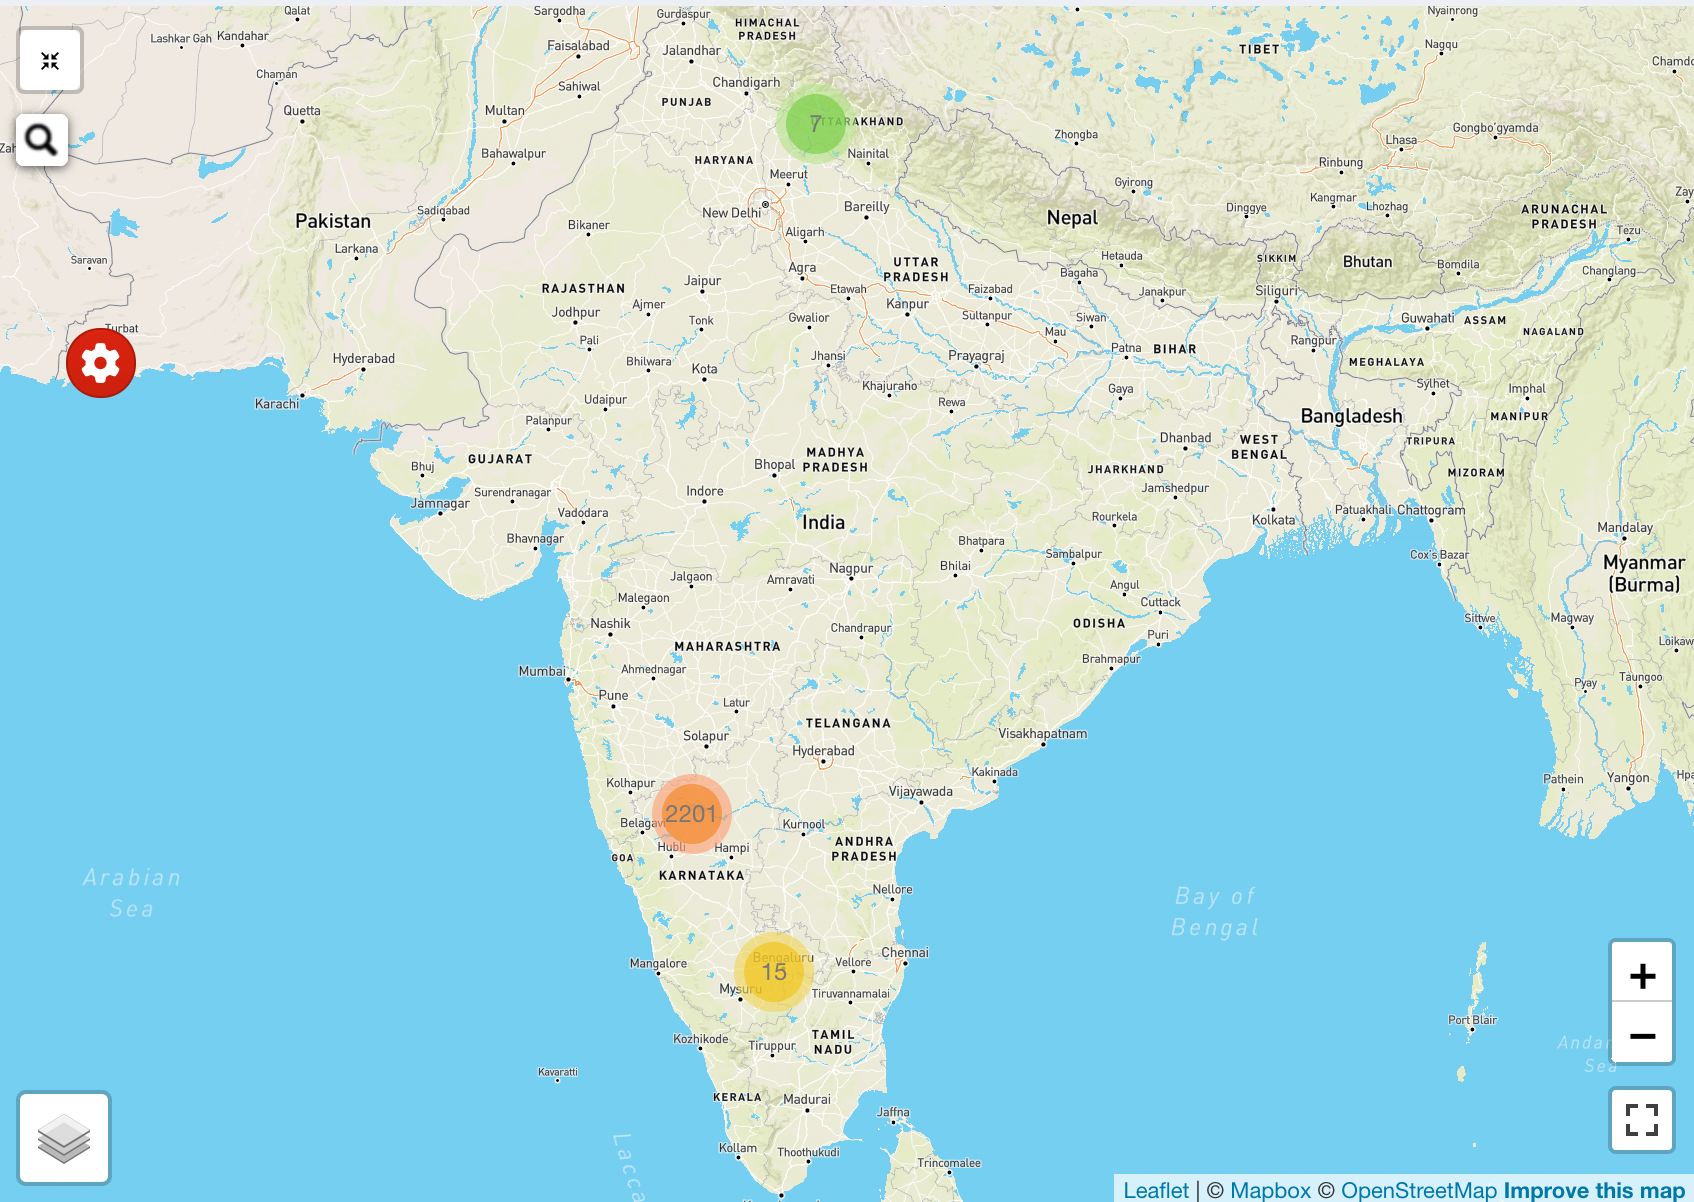 Qalat
Sargodha
Gurdaspur
HIMACHAL
PRADESH
Nyainrong
Lashkar Gah
Kandahar
Faisalabad
Jalandhar
TIBET
Nagqu
Chaman
Sahiwal
Chandigarh
Quetta
Multan
PUNJAB
7
UTTARAKHAND
Zhongba
Lhasa
Gongbo'gyamda
Bahawalpur
HARYANA
Nainital
Rinbung
Meerut
Gyirong
Pakistan
Sadiqabad
New Delhi
Bareilly
Nepal
Dinggye
Kangmar
Lhozhag
ARUNACHAL
PRADESH
Tezu
Bikaner
Aligarh
Larkana
Saravan
Agra
UTTAR
PRADESH
Hetauda
SIKKIM
Bhutan
Bomdila
Changlang
Bagaha
RAJASTHAN
Jaipur
Etawah
Faizabad
Janakpur
Siliguri
Ajmer
Kanpur
Jodhpur
Tonk
Gwalior
Sultanpur
Siwan
Guwahati
ASSAM
NAGALAND
Turbat
Mau
Pali
Rangpur
Hyderabad
Bhilwara
Kota
Jhansi
Prayagraj
Patna
BIHAR
MEGHALAYA
Khajuraho
Gaya
Sylhet
Imphal
Karachi
Udaipur
Rewa
Bangladesh
MANIPUR
Palanpur
GUJARAT
Bhopal
MADHYA
PRADESH
Dhanbad
WEST
BENGAL
TRIPURA
Bhuj
JHARKHAND
MIZORAM
Jamnagar
Surendranagar
Indore
Jamshedpur
Vadodara
India
Rourkela
Kolkata
Patuakhali
Chattogram
Mandalay
Bhavnagar
Bhatpara
Sambalpur
Cox's Bazar
Myanmar
(Burma)
Jalgaon
Amravati
Nagpur
Bhilai
Angul
Malegaon
Cuttack
Nashik
Chandrapur
ODISHA
Sittwe
Magway
MAHARASHTRA
Puri
Loikaw
Mumbai
Ahmednagar
Brahmapur
Pyay
Taungoo
Pune
Latur
TELANGANA
Solapur
Hyderabad
Visakhapatnam
Kolhapur
Kakinada
Pathein
Yangon
Vijayawada
2201
Kurnool
Hubli
Hampi
ANDHRA
PRADESH
GOA
KARNATAKA
Arabian
Sea
Nellore
Bay of
Bengal
Bengaluru
Chennai
Mangalore
15
Vellore
Mysuru
Tiruvannamalai
Port Blair
Kozhikode
Tiruppur
TAMIL
NADU
Sea
Kavaratti
KERALA
Madurai
Jaffna
Kollam
Thoothukudi
Trincomalee
+
−
Leaflet | © Mapbox © OpenStreetMap Improve this map